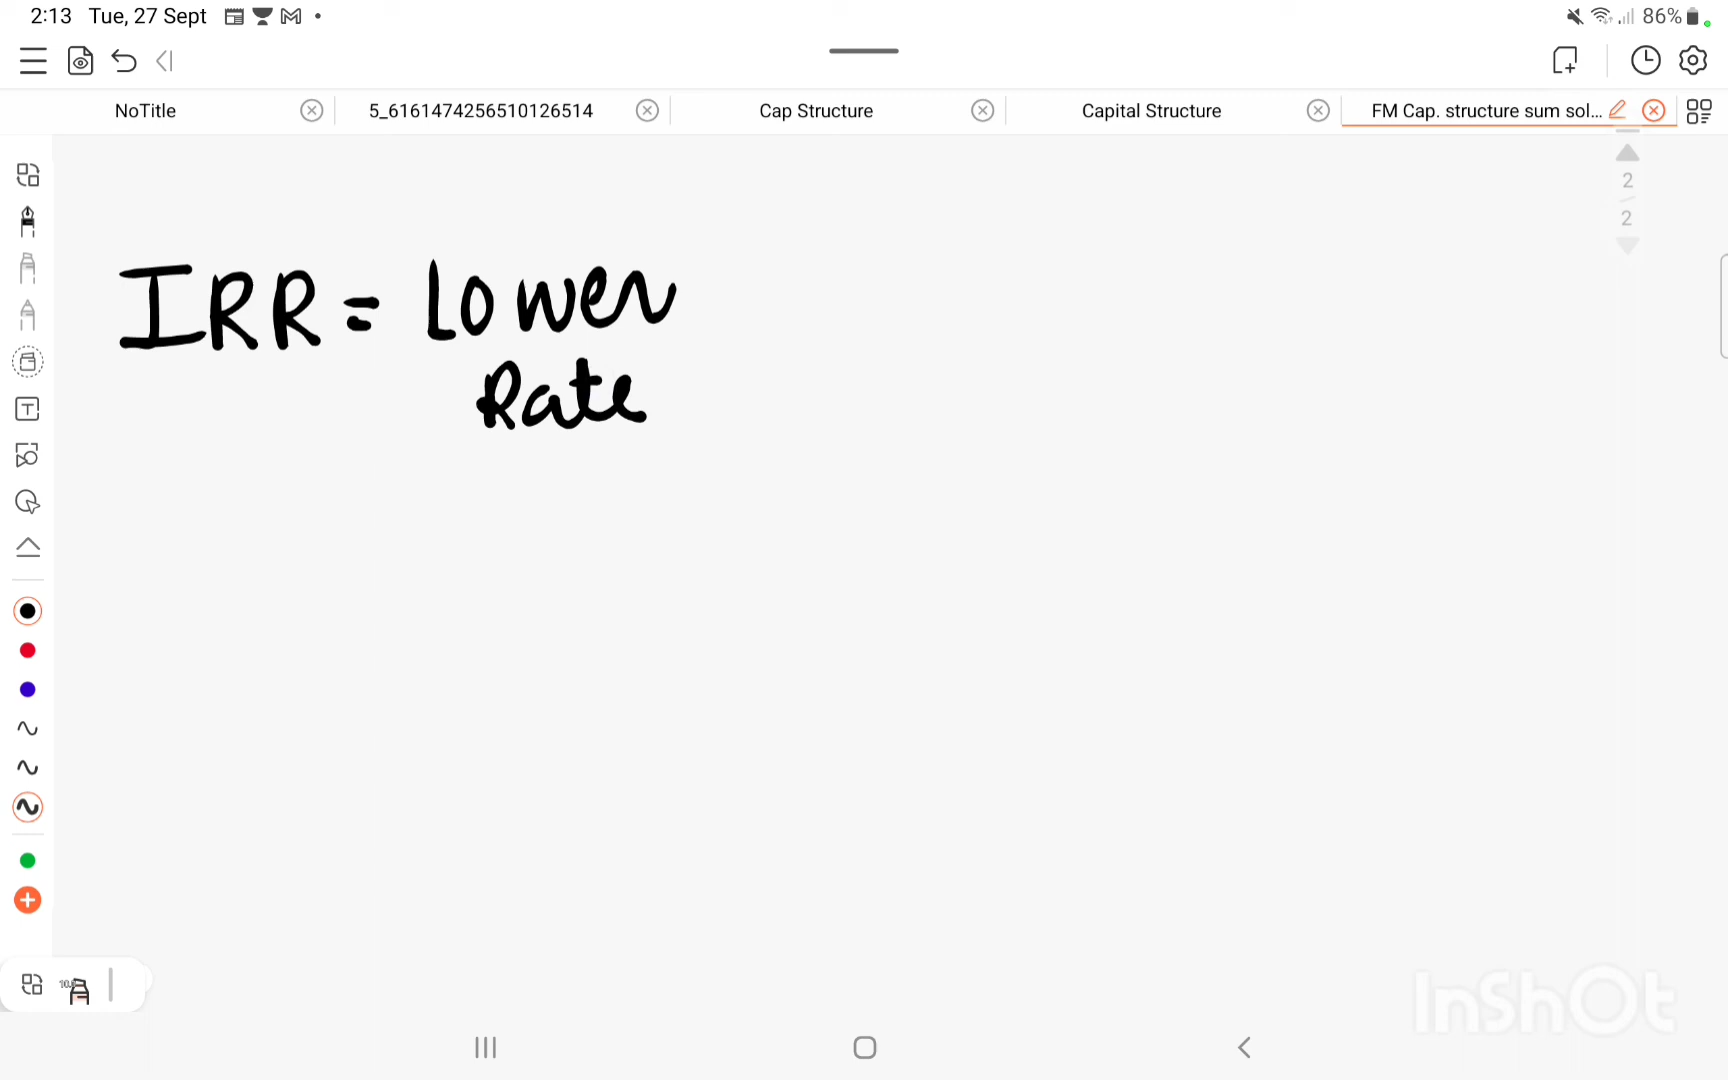 2:13 Tue, 27 Sept 86%
NoTitle 5_6161474256510126514 Cap Structure Capital Structure FM Cap. structure sum sol...
2
2
IRR = Lower
Rate
InShOt